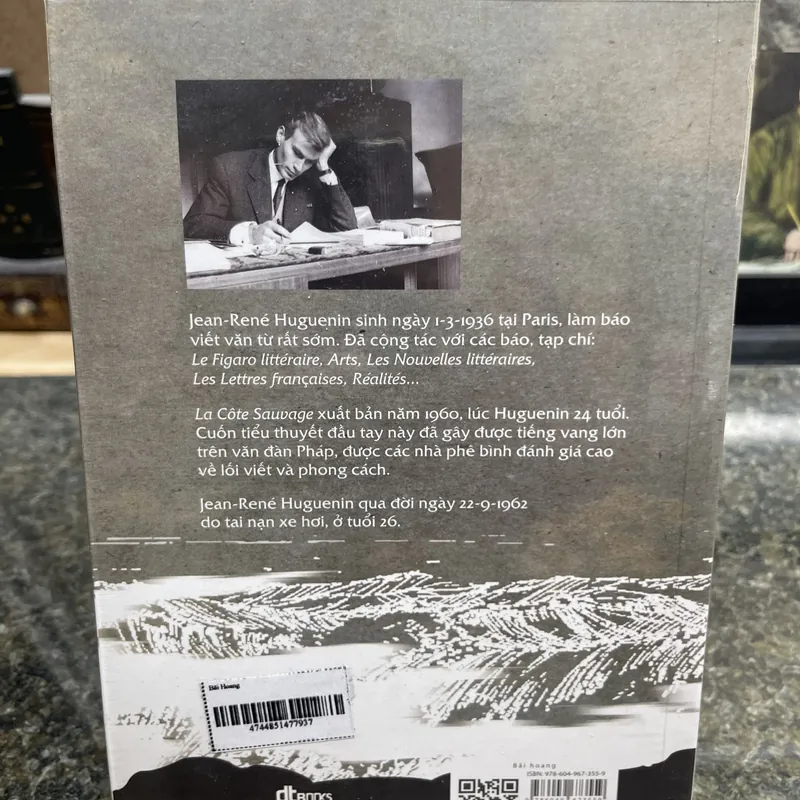 Jean-René Huguenin sinh ngày 1-3-1936 tại Paris, làm báo
viết văn từ rất sớm. Đã cộng tác với các báo, tạp chí:
Le Figaro littéraire, Arts, Les Nouvelles littéraires,
Les Lettres françaises, Réalités...
La Côte Sauvage xuất bản năm 1960, lúc Huguenin 24 tuổi.
Cuốn tiểu thuyết đầu tay này đã gây được tiếng vang lớn
trên văn đàn Pháp, được các nhà phê bình đánh giá cao
về lối viết và phong cách.
Jean-René Huguenin qua đời ngày 22-9-1962
do tai nạn xe hơi, ở tuổi 26.
Bãi Hoang
4744851477937
Bãi hoang
ISBN: 978-604-967-355-9
dtBOOKS